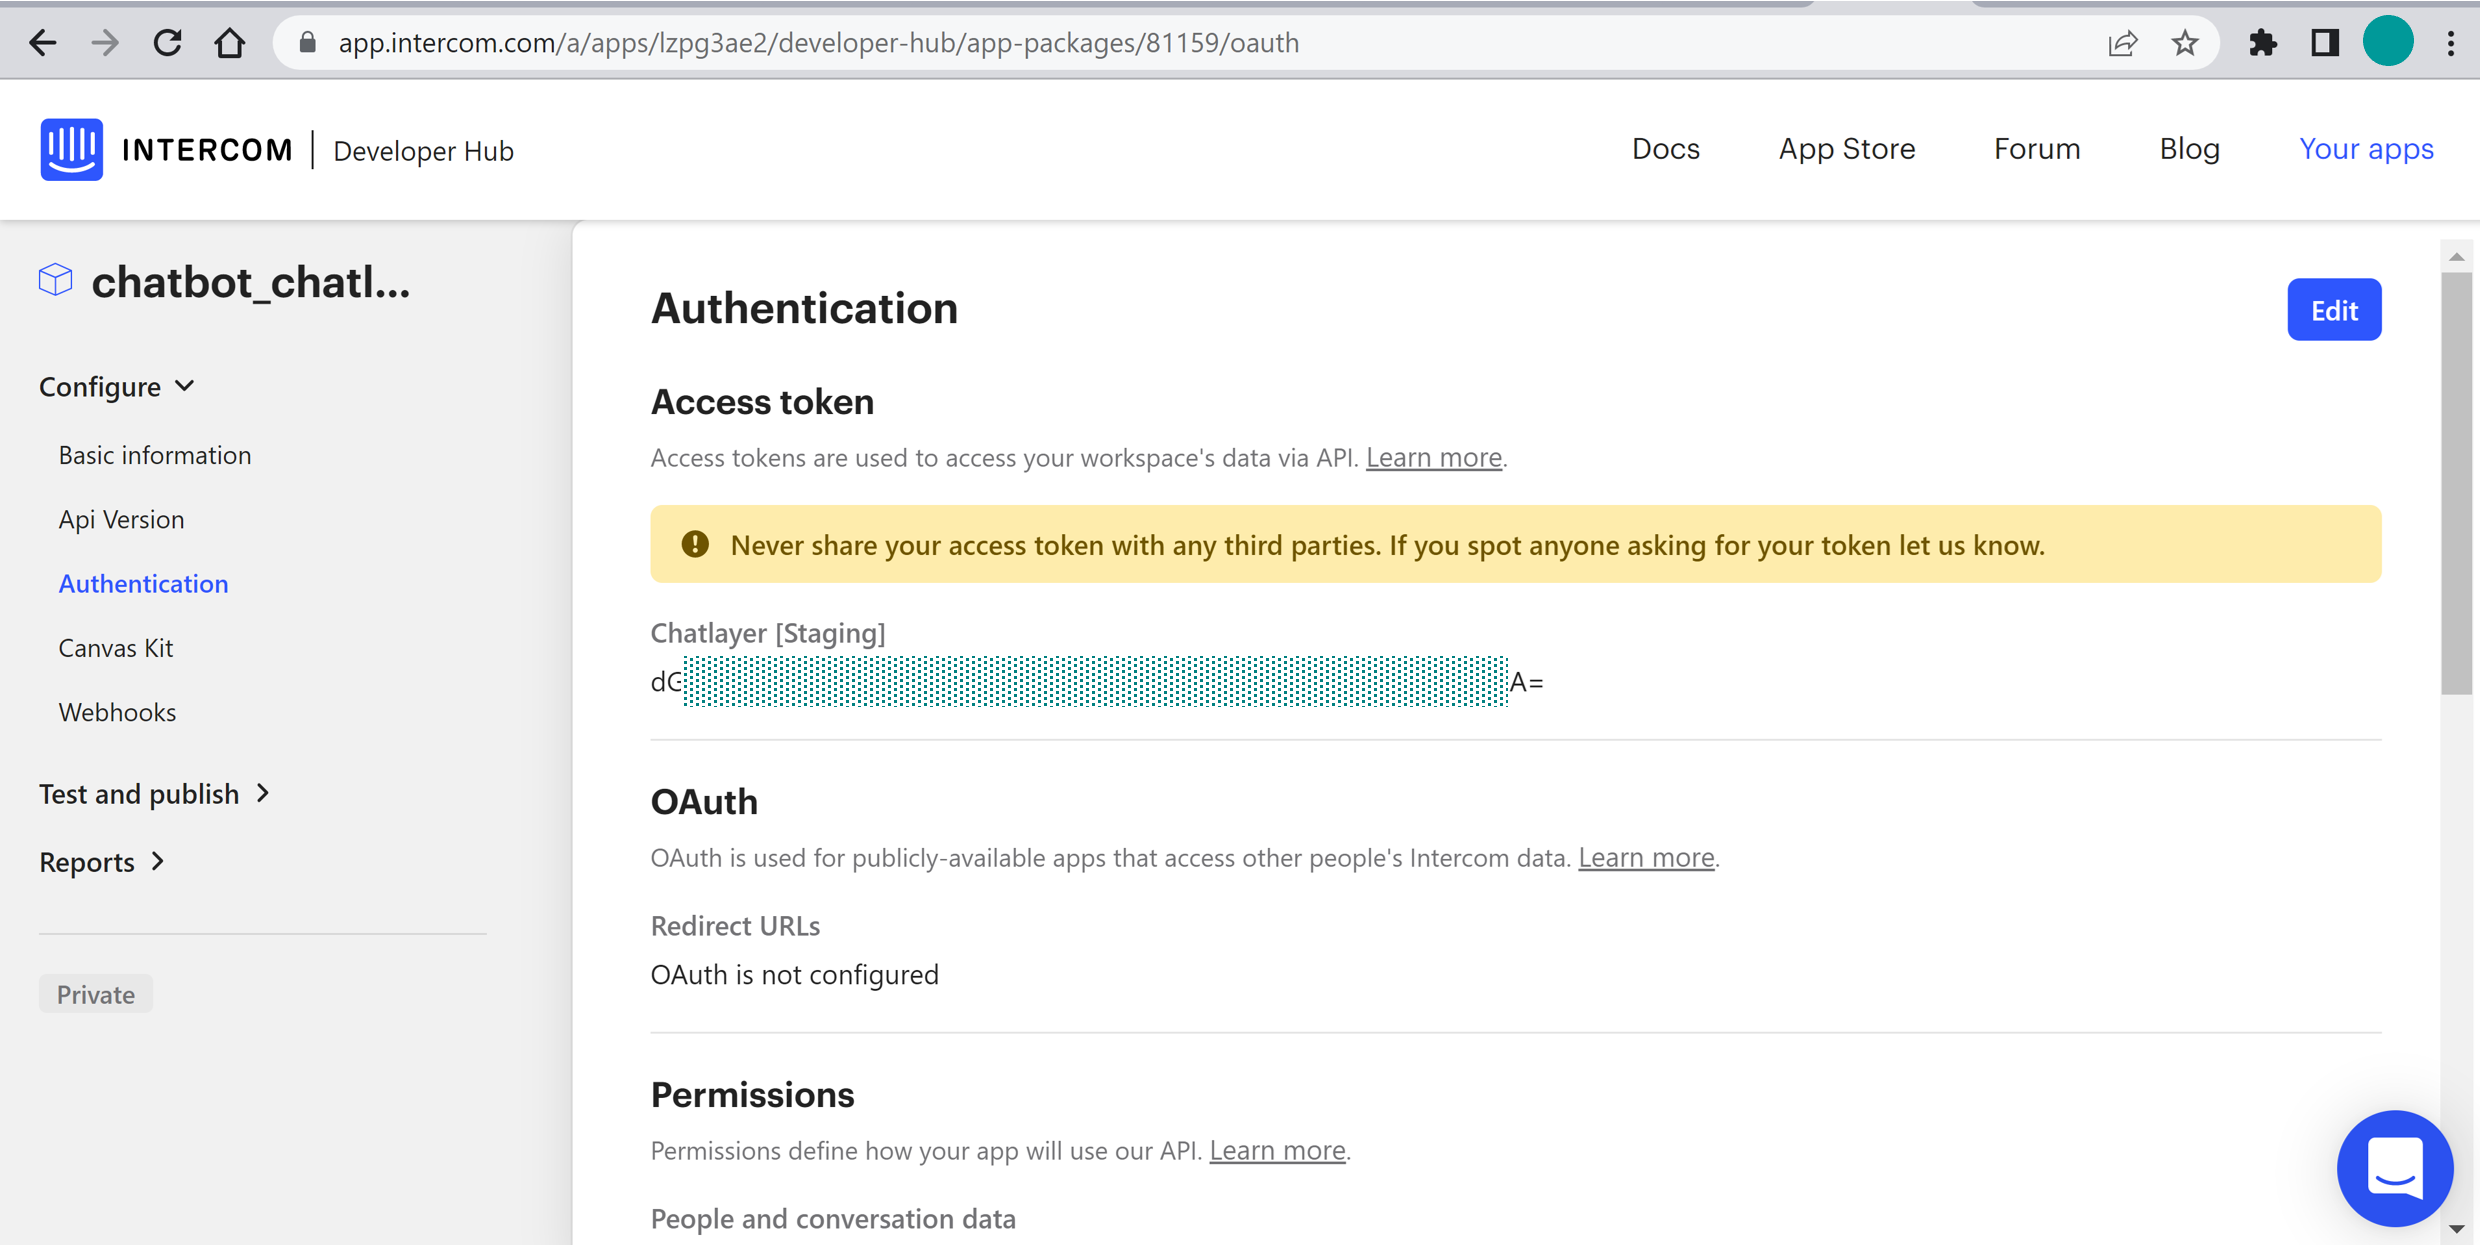 app.intercom.com/a/apps/lzpg3ae2/developer-hub/app-packages/81159/oauth
INTERCOM | Developer Hub
Docs
App Store
Forum
Blog
Your apps
chatbot_chatl...
Configure
Basic information
Api Version
Authentication
Canvas Kit
Webhooks
Test and publish
Reports
Private
Authentication
Edit
Access token
Access tokens are used to access your workspace's data via API. Learn more.
Never share your access token with any third parties. If you spot anyone asking for your token let us know.
Chatlayer [Staging]
dG A=
OAuth
OAuth is used for publicly-available apps that access other people's Intercom data. Learn more.
Redirect URLs
OAuth is not configured
Permissions
Permissions define how your app will use our API. Learn more.
People and conversation data